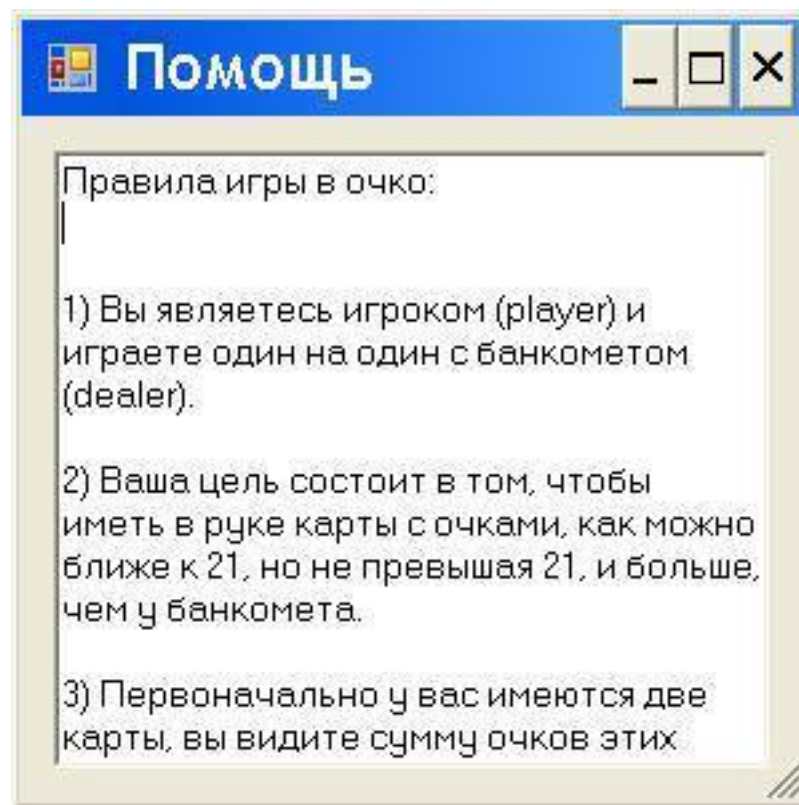 Помощь
Правила игры в очко:
1) Вы являетесь игроком (player) и
играете один на один с банкометом
(dealer).
2) Ваша цель состоит в том, чтобы
иметь в руке карты с очками, как можно
ближе к 21, но не превышая 21, и больше,
чем у банкомета.
3) Первоначально у вас имеются две
карты, вы видите сумму очков этих